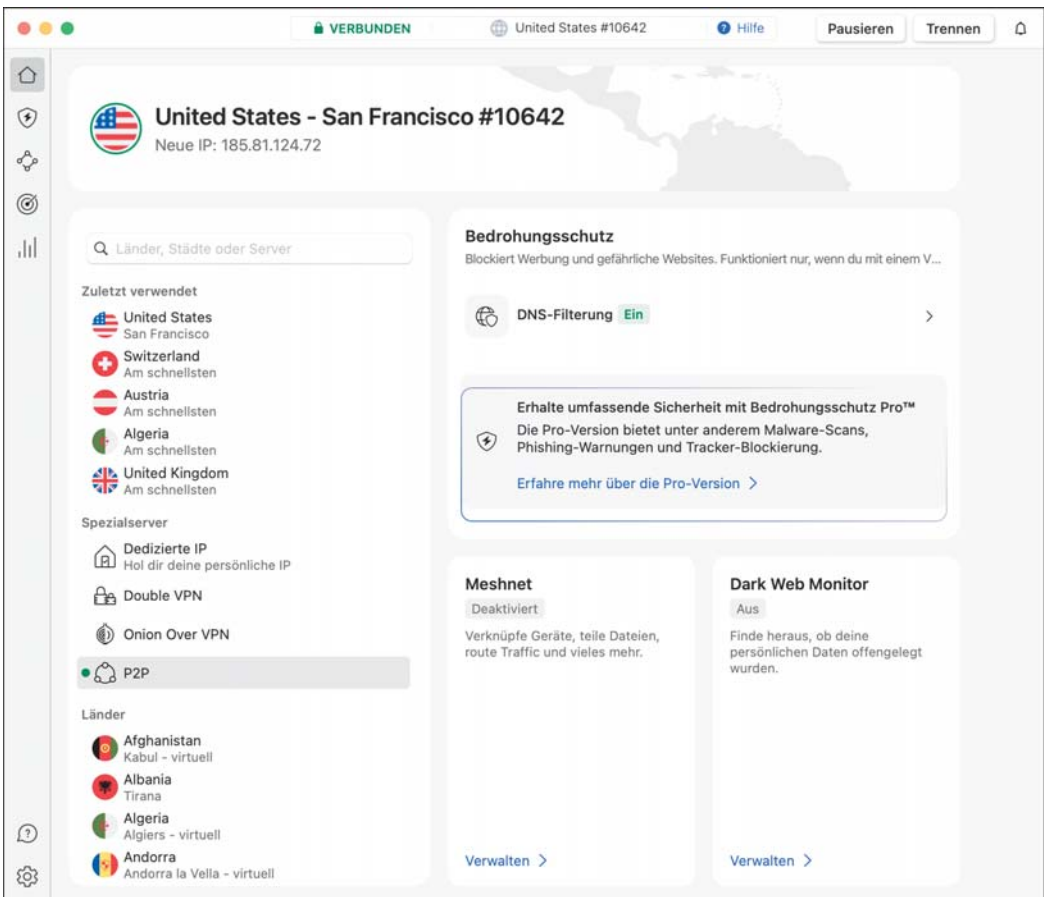 VERBUNDEN
United States #10642
Hilfe
Pausieren
Trennen
United States - San Francisco #10642
Neue IP: 185.81.124.72
Länder, Städte oder Server
Zuletzt verwendet
United States
San Francisco
Switzerland
Am schnellsten
Austria
Am schnellsten
Algeria
Am schnellsten
United Kingdom
Am schnellsten
Spezialserver
Dedizierte IP
Hol dir deine persönliche IP
Double VPN
Onion Over VPN
P2P
Länder
Afghanistan
Kabul - virtuell
Albania
Tirana
Algeria
Algiers - virtuell
Andorra
Andorra la Vella - virtuell
Bedrohungsschutz
Blockiert Werbung und gefährliche Websites. Funktioniert nur, wenn du mit einem V...
DNS-Filterung Ein
Erhalte umfassende Sicherheit mit Bedrohungsschutz Pro™
Die Pro-Version bietet unter anderem Malware-Scans,
Phishing-Warnungen und Tracker-Blockierung.
Erfahre mehr über die Pro-Version
Meshnet
Deaktiviert
Verknüpfe Geräte, teile Dateien,
route Traffic und vieles mehr.
Verwalten
Dark Web Monitor
Aus
Finde heraus, ob deine
persönlichen Daten offengelegt
wurden.
Verwalten